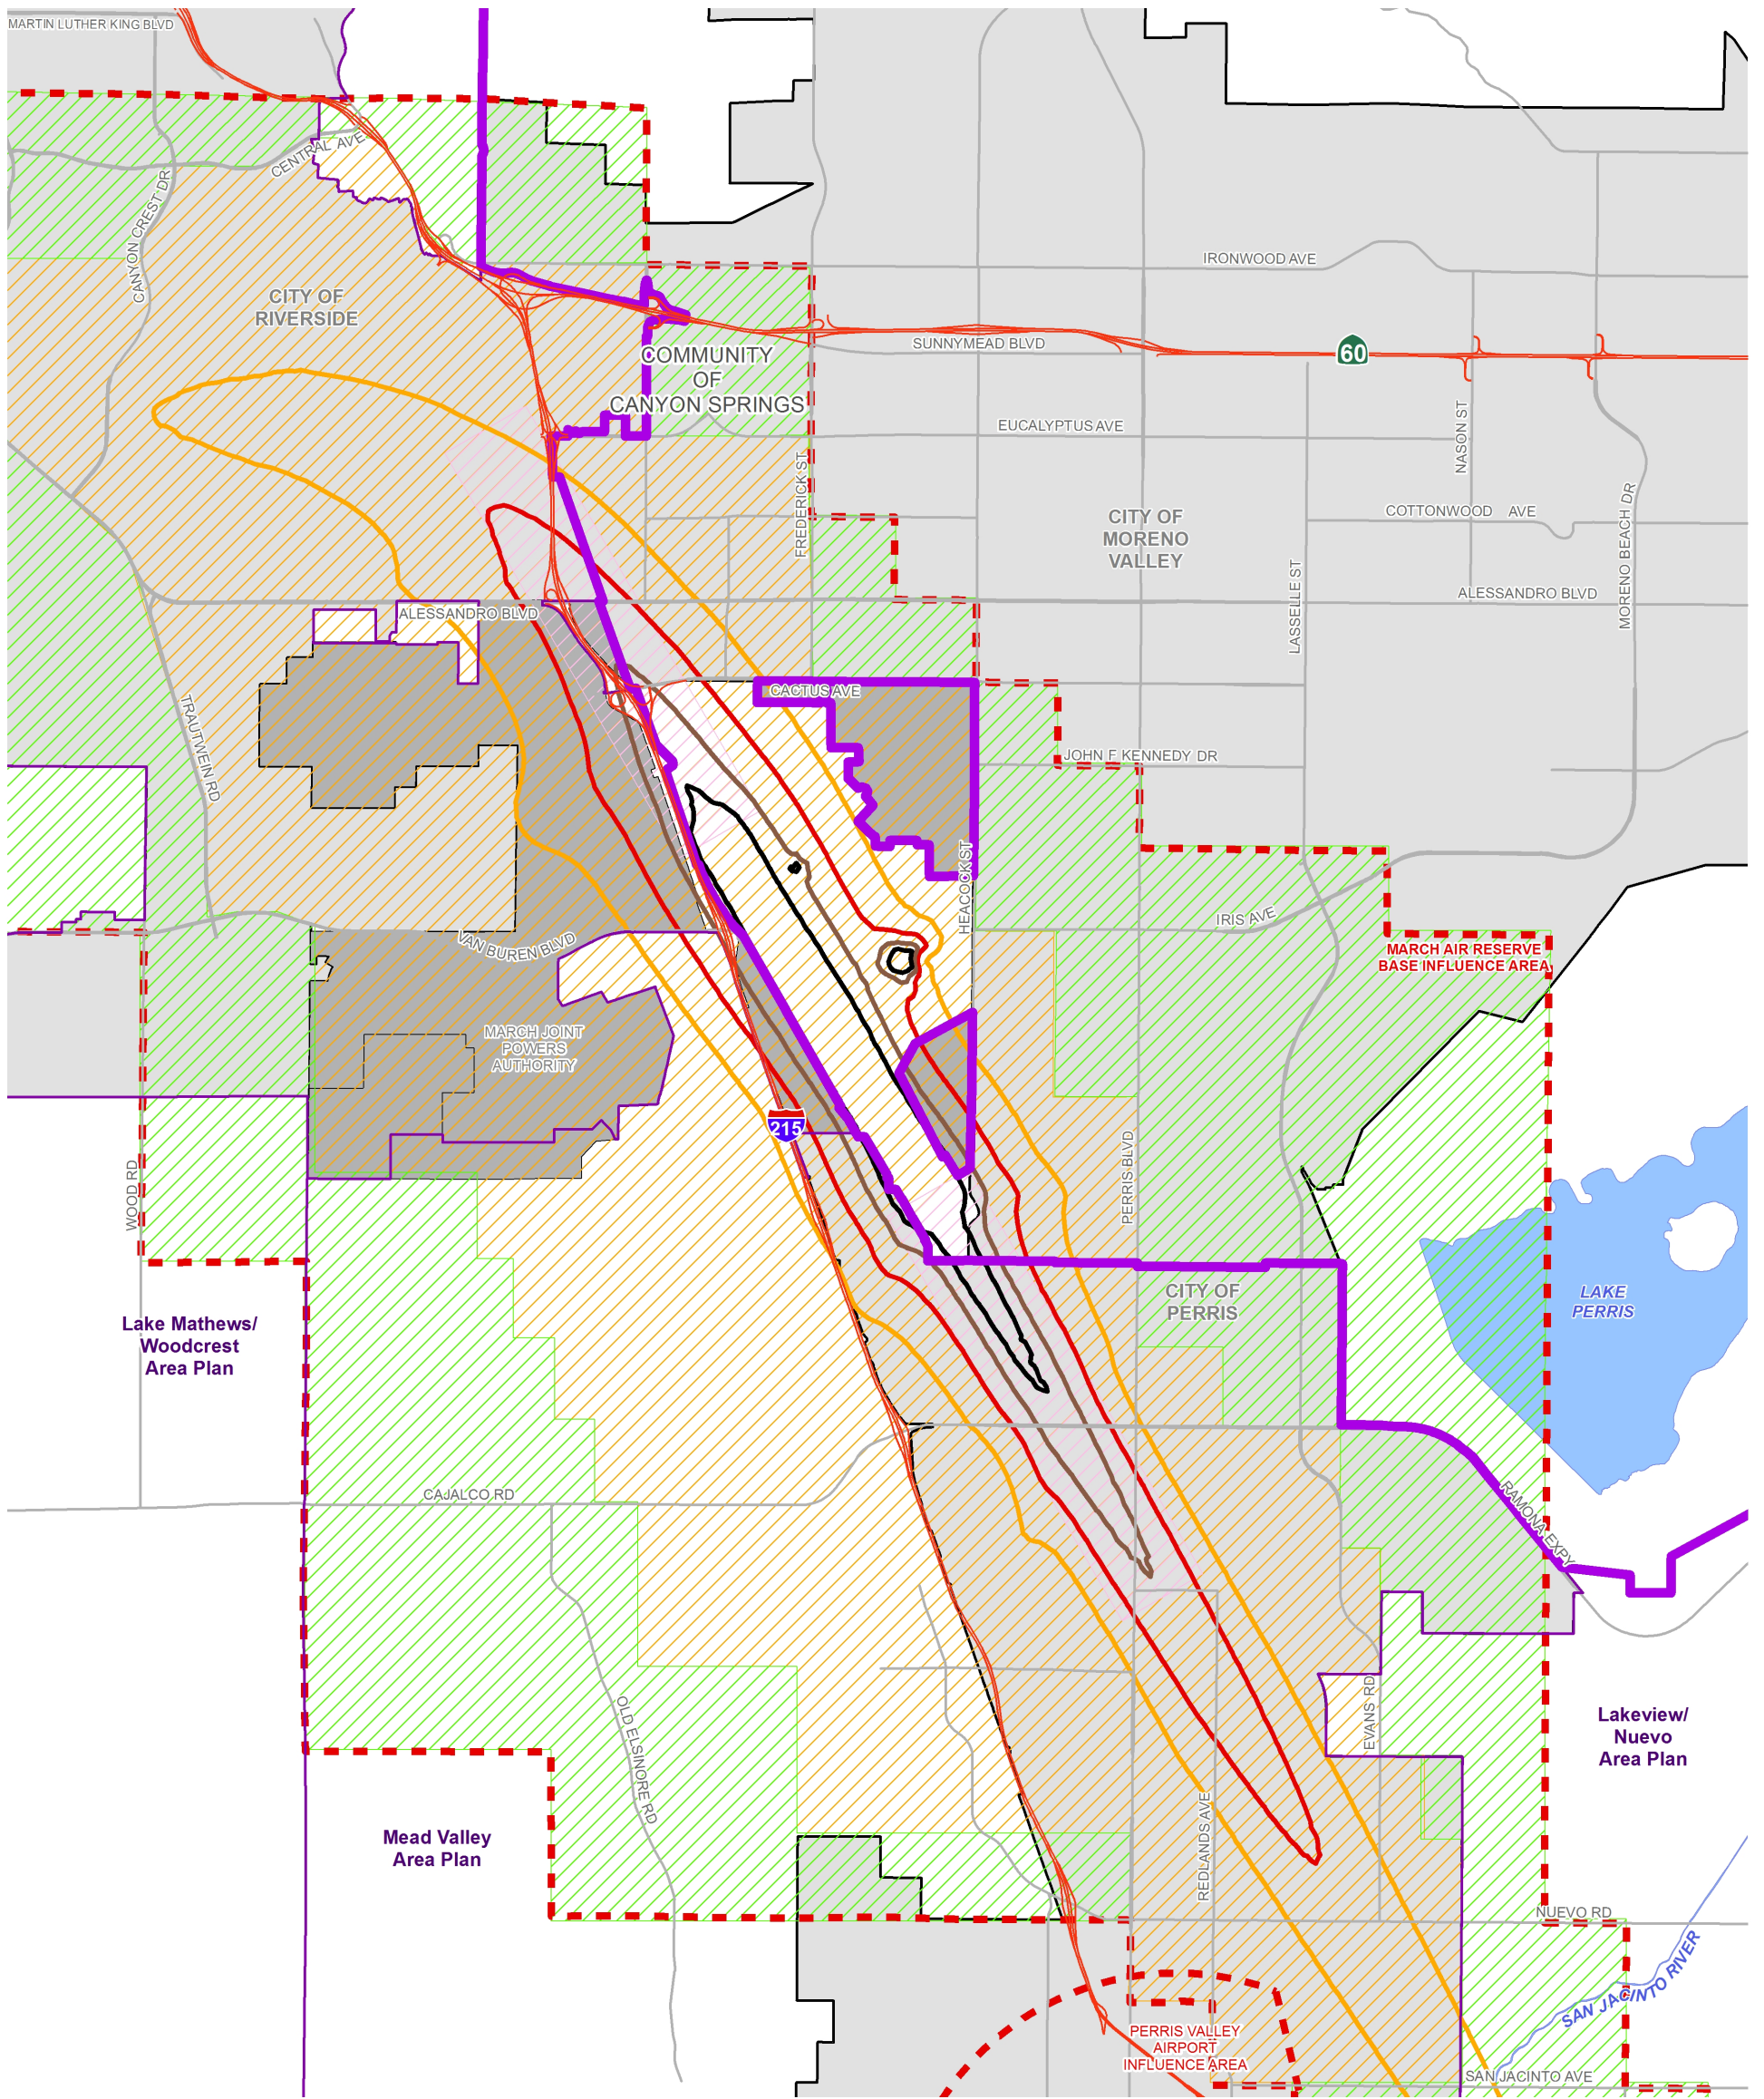 MARTIN LUTHER KING BLVD
CENTRAL AVE
CANYON CREST DR
IRONWOOD AVE
CITY OF
RIVERSIDE
SUNNYMEAD BLVD
60
COMMUNITY
OF
CANYON SPRINGS
EUCALYPTUS AVE
NASON ST
FREDERICK ST
MORENO BEACH DR
COTTONWOOD AVE
CITY OF
MORENO
VALLEY
LASSELLE ST
ALESSANDRO BLVD
ALESSANDRO BLVD
CACTUS AVE
TRAUTWEIN RD
JOHN F KENNEDY DR
HEACOCK ST
IRIS AVE
VAN BUREN BLVD
MARCH AIR RESERVE
BASE INFLUENCE AREA
MARCH JOINT
POWERS
AUTHORITY
215
WOOD RD
PERRIS BLVD
CITY OF
PERRIS
LAKE
PERRIS
Lake Mathews/
Woodcrest
Area Plan
CAJALCO RD
RAMONA EXPY
OLD ELSINORE RD
EVANS RD
Lakeview/
Nuevo
Area Plan
REDLANDS AVE
Mead Valley
Area Plan
NUEVO RD
SAN JACINTO RIVER
PERRIS VALLEY
AIRPORT
INFLUENCE AREA
SAN JACINTO AVE